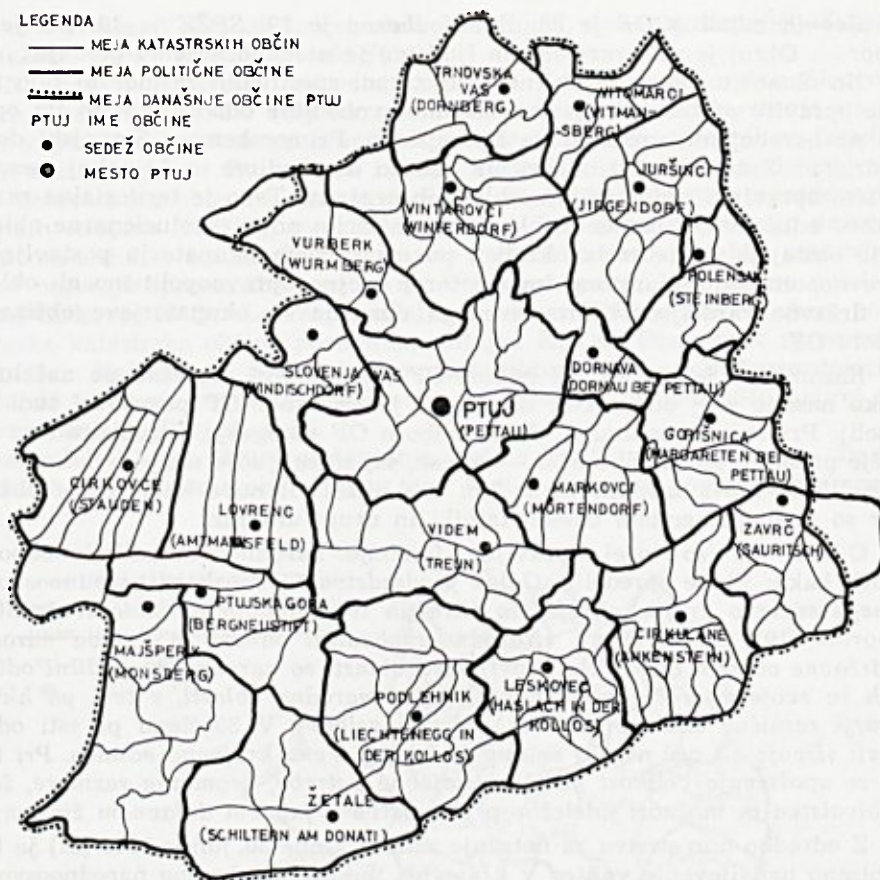 LEGENDA
MEJA KATASTRSKIH OBČIN
MEJA POLITIČNE OBČINE
MEJA DANAŠNJE OBČINE PTUJ
PTUJ IME OBČINE
SEDEŽ OBČINE
MESTO PTUJ
TRNOVSKA
VAS
(DORNBERG)
VITOMARCI
(VITMAN=
=SBERG)
JURŠINCI
(JIRGENDORF)
VINTAROVCI
(WINTERDORF)
VURBERK
WURMBERG
POLENŠAK
(STEINBERG)
SLOVENJA VAS
(WINDISCHDORF)
DORNAVA
(DORNAU BEI PETTAU)
PTUJ
(PETTAU)
GORIŠNICA
(MARGARETEN BEI
PETTAU)
CIRKOVCE
(STAUDEN)
LOVRENC
(AMTMANNSFELD)
MARKOVCI
(MORTENDORF)
VIDEM
(TREUN)
ZAVRČ
(SAURITSCH)
PTUJSKA GORA
(BERGNEUSTIFT)
MAJŠPERK
(MONSBERG)
CIRKULANE
(ANKENSTEIN)
LESKOVEC
(HASLACH IN DER
KOLLOS)
PODLEHNIK
(LIECHTENEGG IN
DER KOLLOS)
ŽETALE
(SCHILTERN AM DONATI)